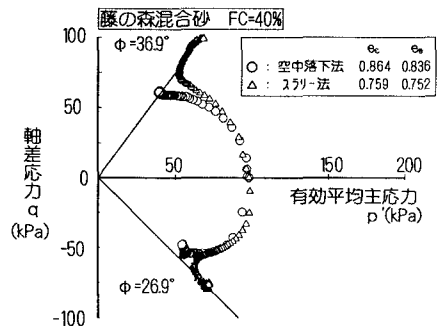 藤の森混合砂 FC=40%
100
Φ=36.9°
e_c e_s
○ : 空中落下法 0.864 0.836
△ : スラリー法 0.759 0.752
50
軸差応力 q (kPa)
0
50
150
200
有効平均主応力
p'(kPa)
-50
Φ=26.9°
-100